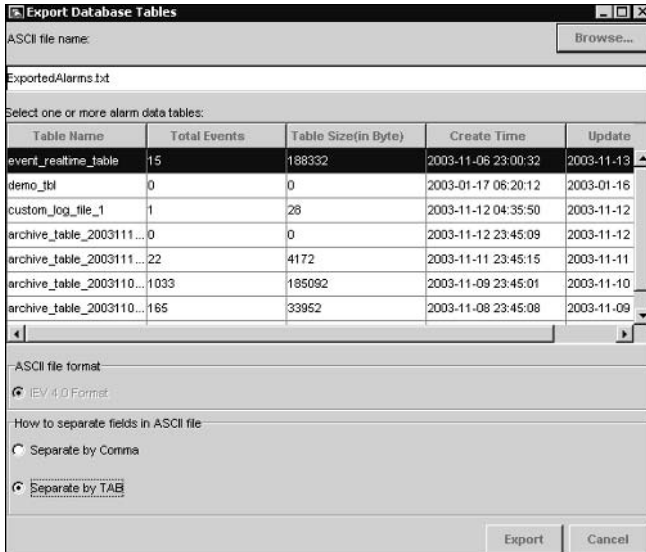 Export Database Tables
ASCII file name:
Browse...
ExportedAlarms.txt
Select one or more alarm data tables:
Table Name Total Events Table Size(in Byte) Create Time Update
event_realtime_table 15 188332 2003-11-06 23:00:32 2003-11-13
demo_tbl 0 0 2003-01-17 06:20:12 2003-01-16
custom_log_file_1 1 28 2003-11-12 04:35:50 2003-11-12
archive_table_2003111... 0 0 2003-11-12 23:45:09 2003-11-12
archive_table_2003111... 22 4172 2003-11-11 23:45:15 2003-11-11
archive_table_2003110... 1033 185092 2003-11-09 23:45:01 2003-11-10
archive_table_2003110... 165 33952 2003-11-08 23:45:08 2003-11-09
ASCII file format
IEV 4.0 Format
How to separate fields in ASCII file
Separate by Comma
Separate by TAB
Export Cancel